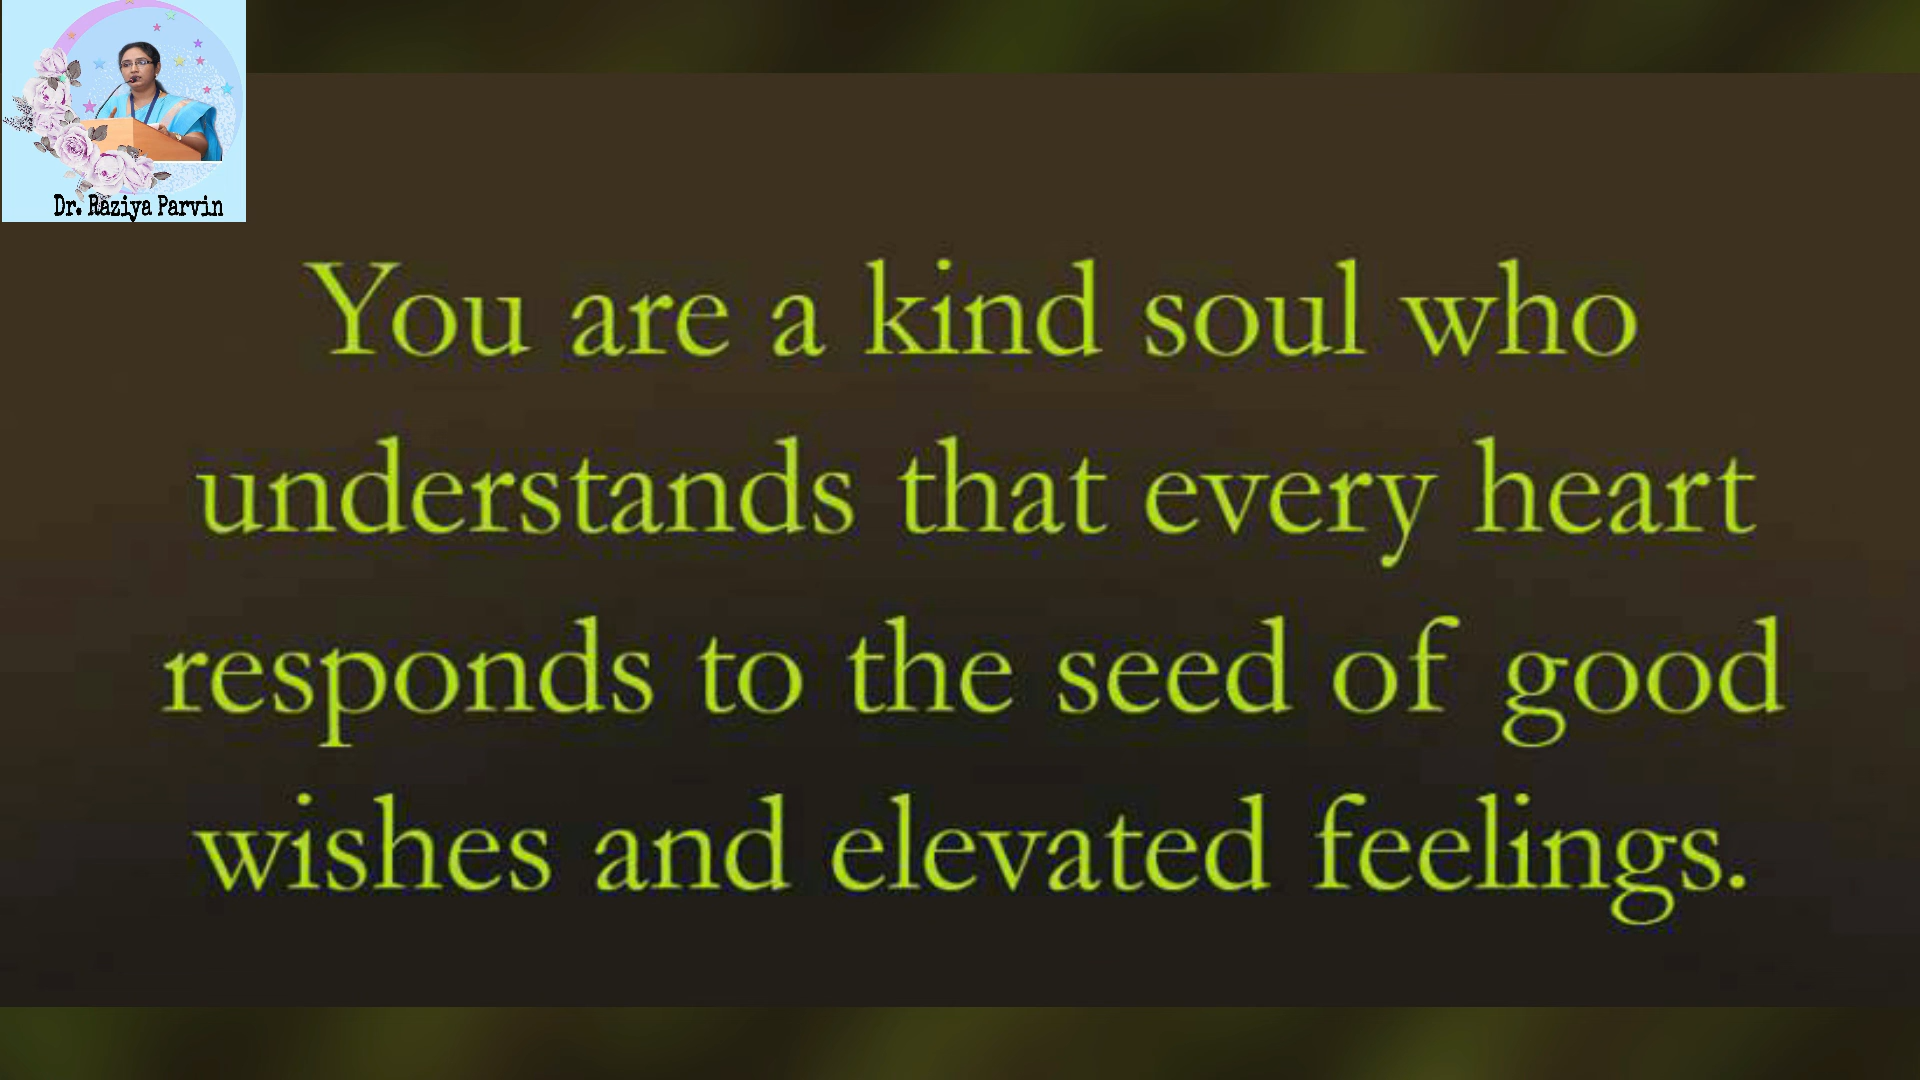 Dr. Raziya Parvin
You are a kind soul who
understands that every heart
responds to the seed of good
wishes and elevated feelings.